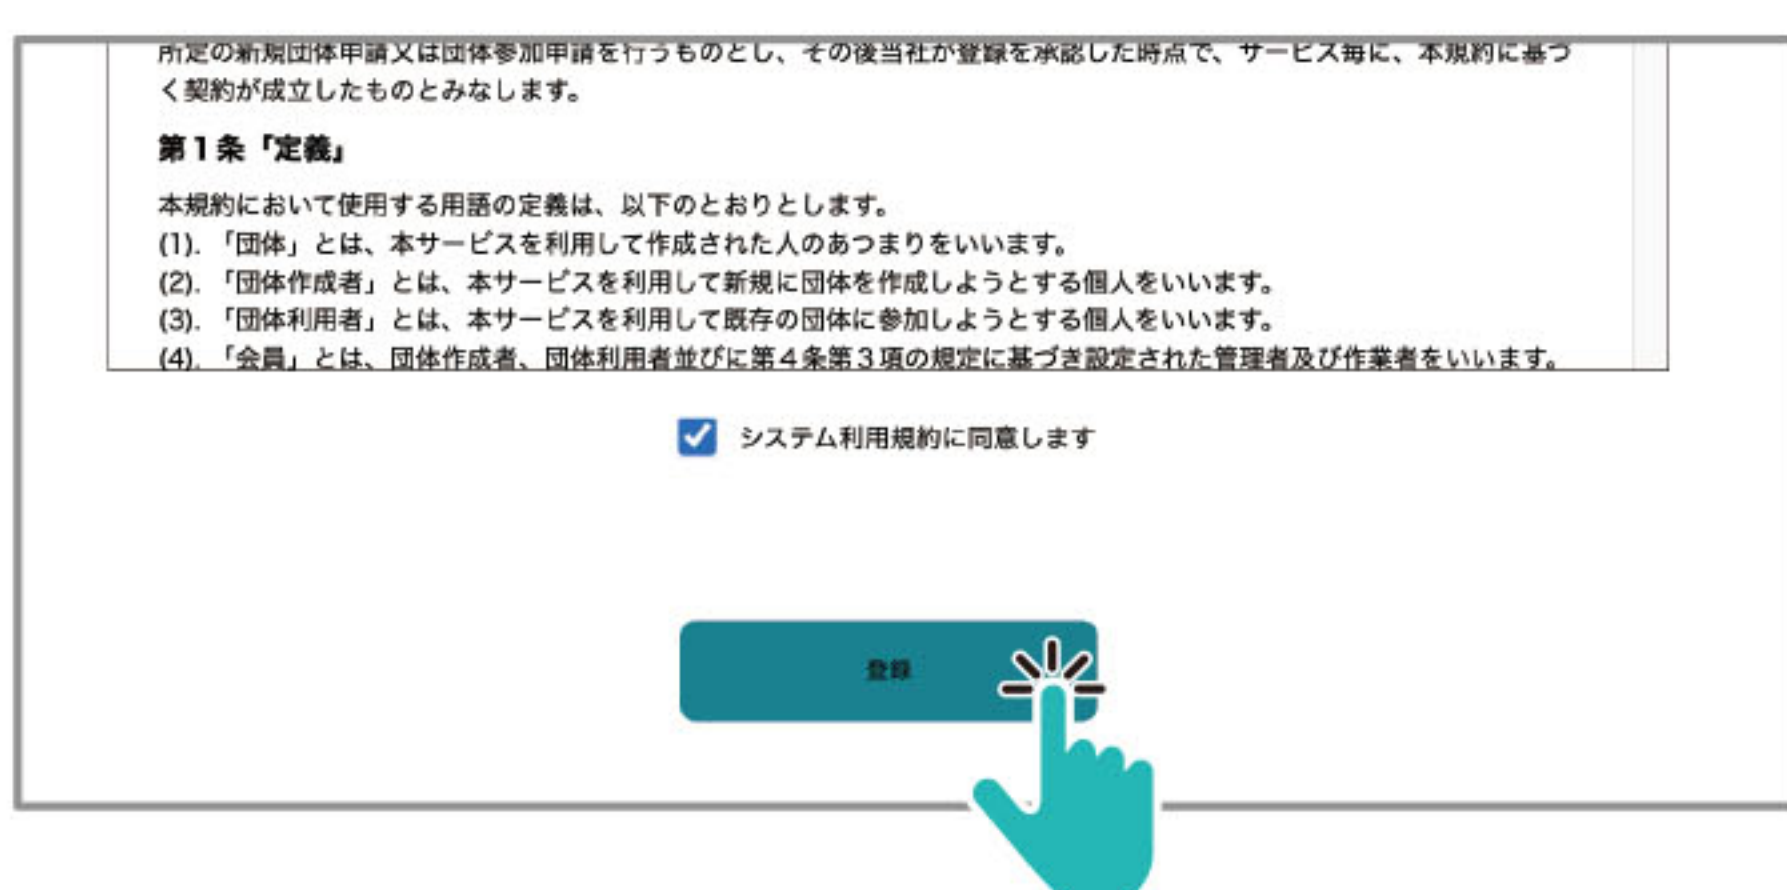 所定の新規団体申請又は団体参加申請を行うものとし、その後当社が登録を承認した時点で、サービス毎に、本規約に基づ
く契約が成立したものとみなします。
第1条「定義」
本規約において使用する用語の定義は、以下のとおりとします。
(1). 「団体」とは、本サービスを利用して作成された人のあつまりをいいます。
(2). 「団体作成者」とは、本サービスを利用して新規に団体を作成しようとする個人をいいます。
(3). 「団体利用者」とは、本サービスを利用して既存の団体に参加しようとする個人をいいます。
(4). 「会員」とは、団体作成者、団体利用者並びに第4条第3項の規定に基づき設定された管理者及び作業者をいいます。
システム利用規約に同意します
登録